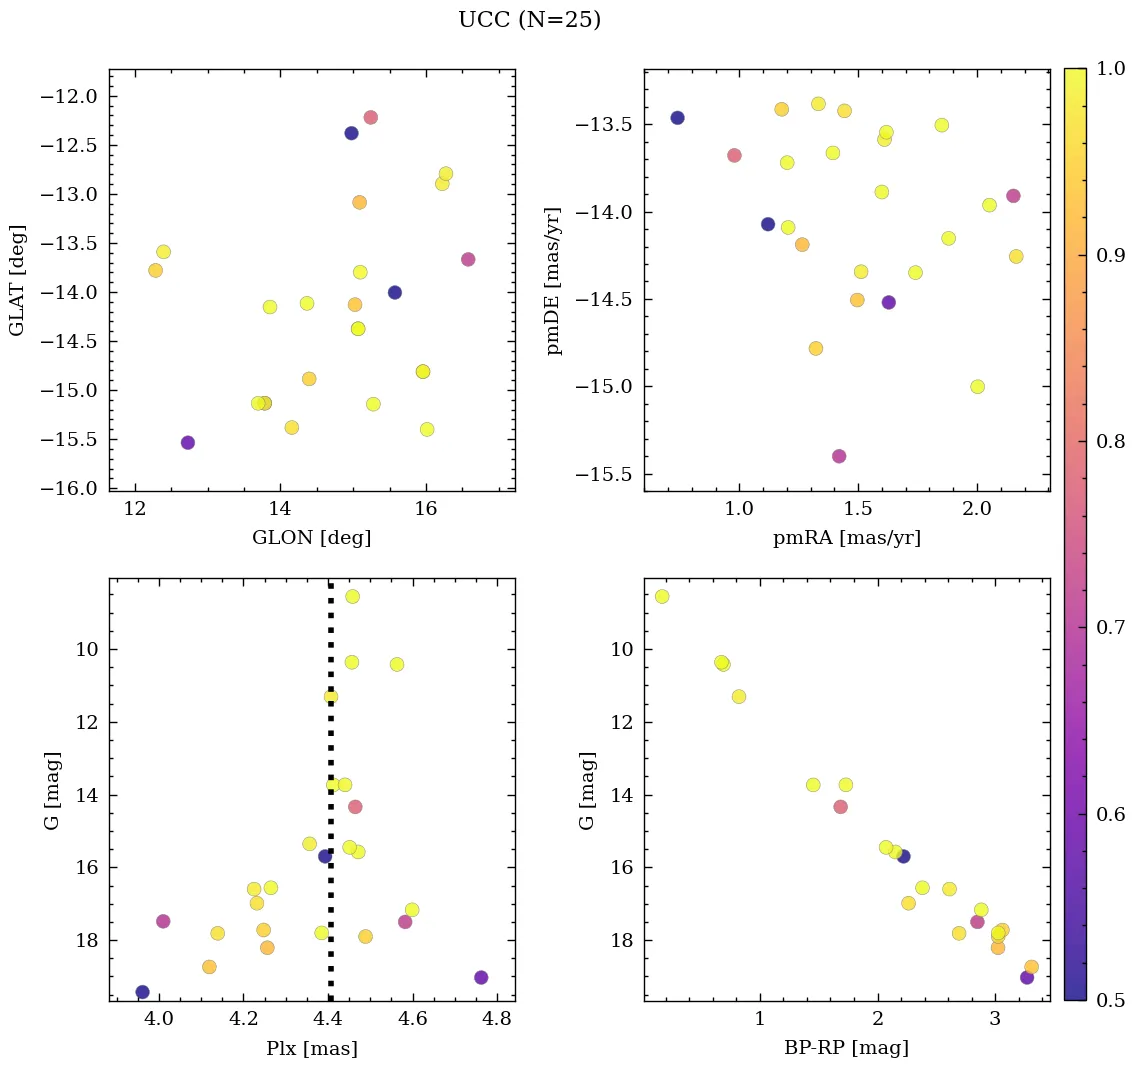 UCC (N=25)
−12.0
−12.5
−13.0
−13.5
−14.0
−14.5
−15.0
−15.5
−16.0
GLAT [deg]
12 14 16
GLON [deg]
−13.5
−14.0
−14.5
−15.0
−15.5
pmDE [mas/yr]
1.0 1.5 2.0
pmRA [mas/yr]
10
12
14
16
18
G [mag]
4.0 4.2 4.4 4.6 4.8
Plx [mas]
10
12
14
16
18
G [mag]
1 2 3
BP-RP [mag]
1.0
0.9
0.8
0.7
0.6
0.5